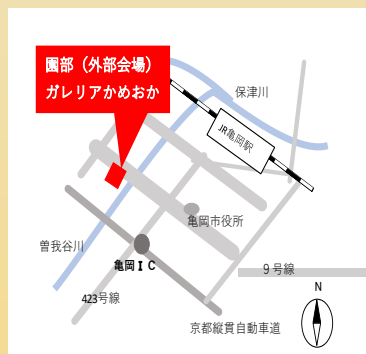 園部（外部会場）
ガレリアかめおか
保津川
JR亀岡駅
亀岡市役所
曽我谷川
亀岡ＩＣ
9号線
423号線
N
京都縦貫自動車道